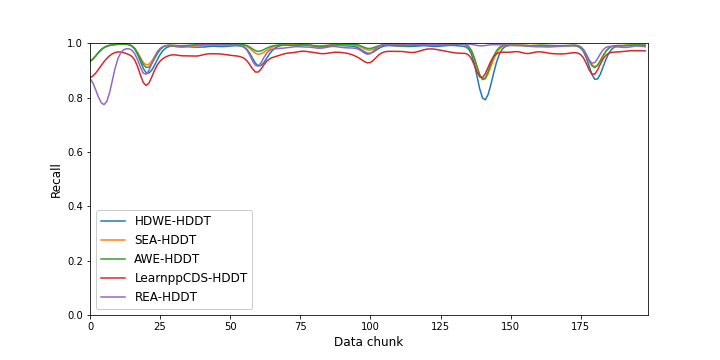 1.0
0.8
0.6
0.4
0.2
0.0
Recall
HDWE-HDDT
SEA-HDDT
AWE-HDDT
LearnppCDS-HDDT
REA-HDDT
0 25 50 75 100 125 150 175
Data chunk